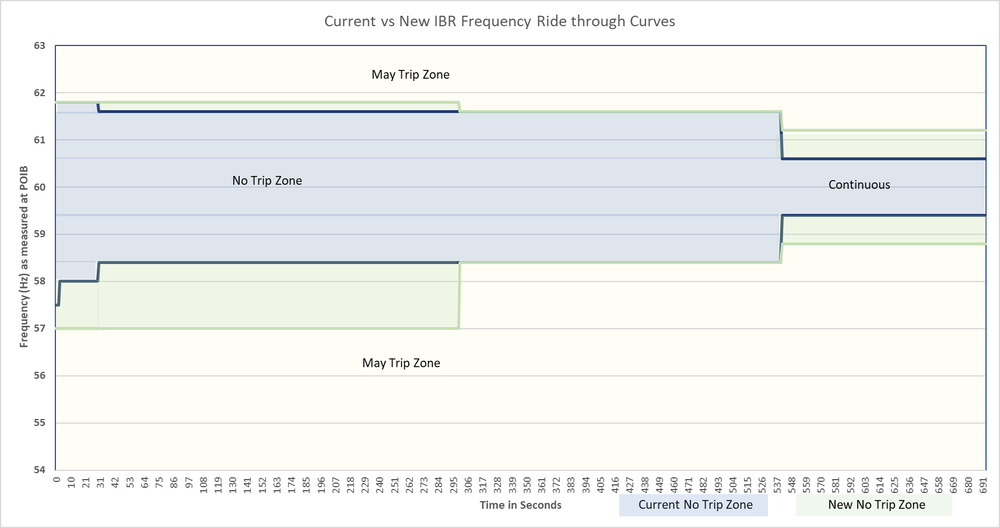 Current vs New IBR Frequency Ride through Curves
63
62
61
60
59
58
57
56
55
54
Frequency (Hz) as measured at POIB
May Trip Zone
No Trip Zone
Continuous
May Trip Zone
0 10 21 31 42 53 64 75 86 97 108 119 130 141 152 163 174 185 196 207 218 229 240 251 262 273 284 295 306 317 328 339 350 361 372 383 394 405 416 427 438 449 460 471 482 493 504 515 526 537 548 559 570 581 592 603 614 625 636 647 658 669 680 691
Time in Seconds
Current No Trip Zone
New No Trip Zone